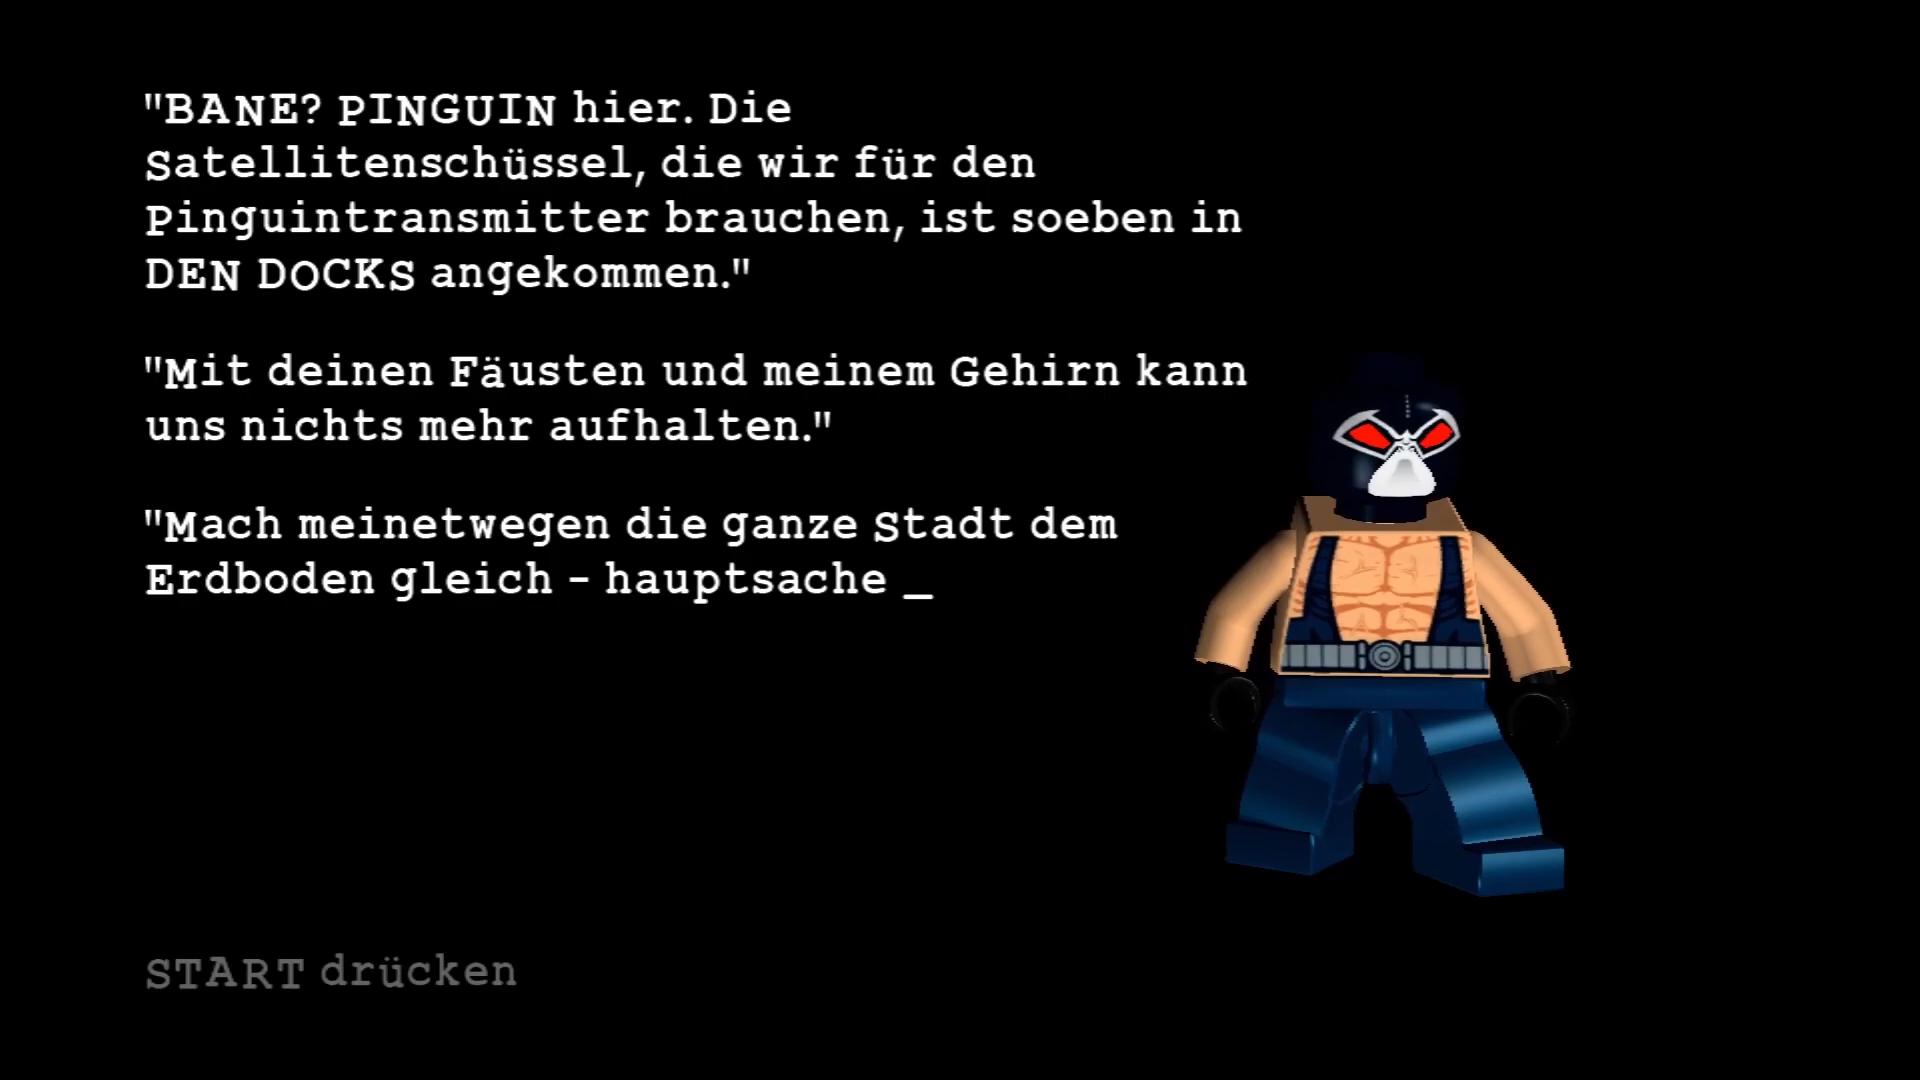 "BANE? PINGUIN hier. Die
Satellitenschüssel, die wir für den
Pinguintransmitter brauchen, ist soeben in
DEN DOCKS angekommen."
"Mit deinen Fäusten und meinem Gehirn kann
uns nichts mehr aufhalten."
"Mach meinetwegen die ganze Stadt dem
Erdboden gleich - hauptsache _
START drücken